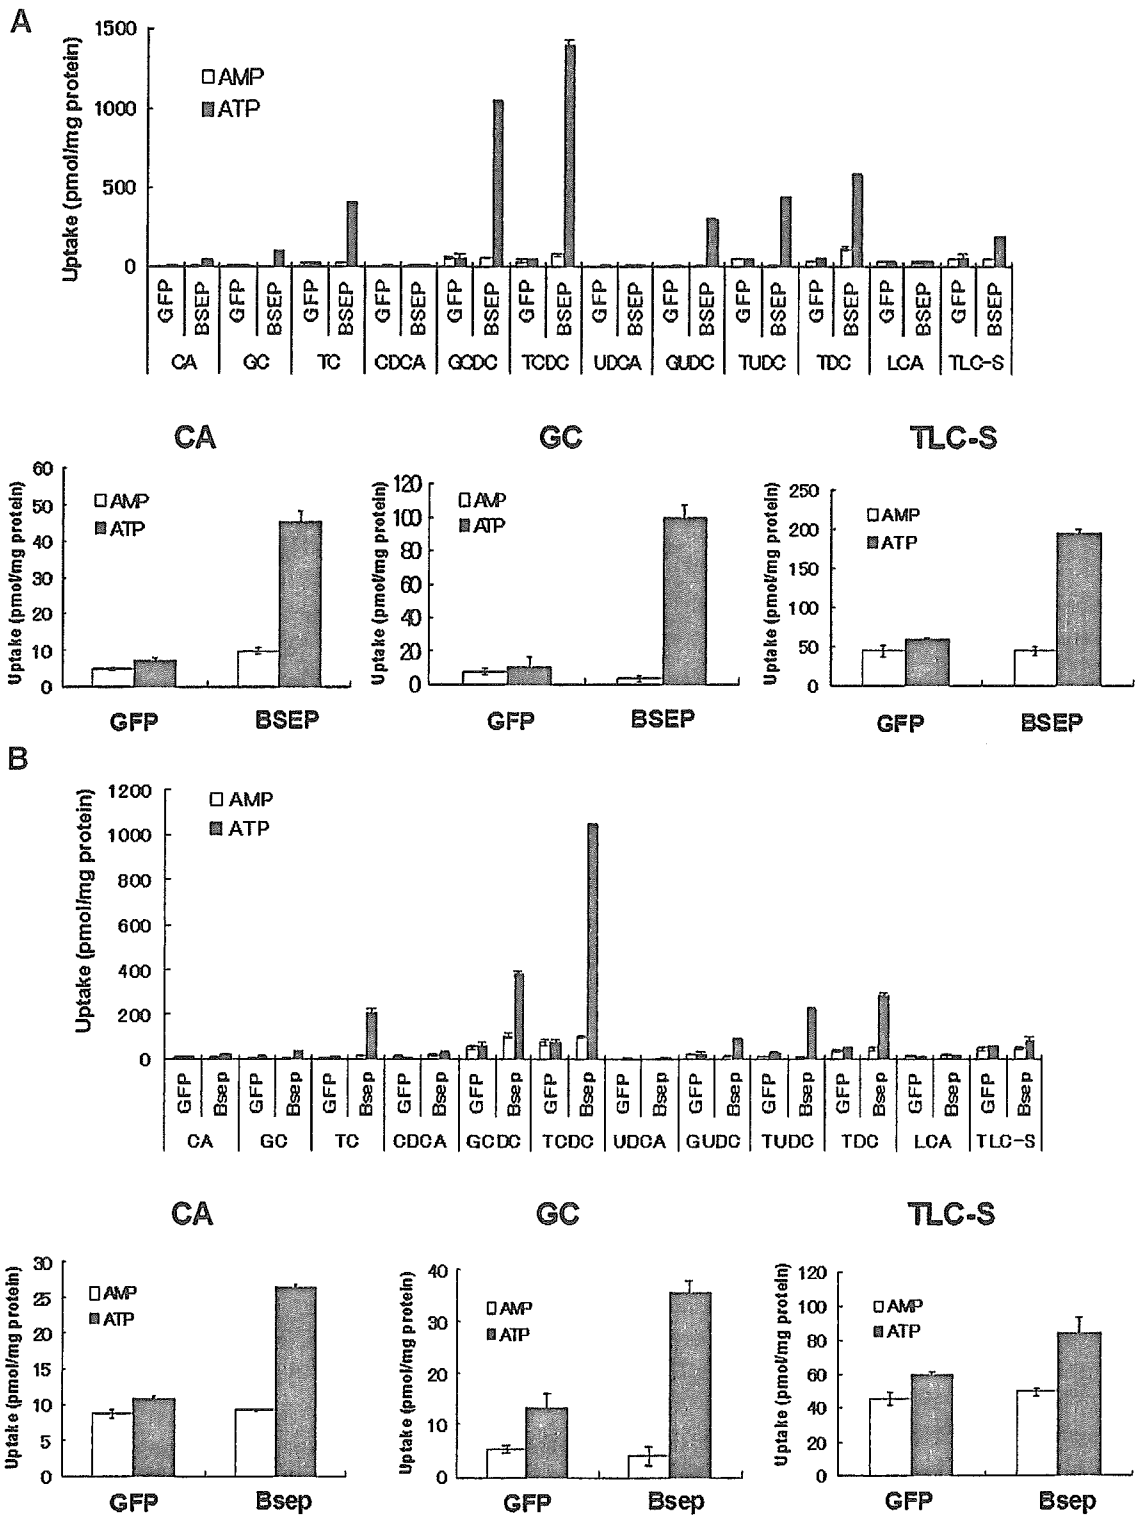 A
Uptake (pmol/mg protein)
1500
1000
500
0
AMP
ATP
GFP BSEP GFP BSEP GFP BSEP GFP BSEP GFP BSEP GFP BSEP GFP BSEP GFP BSEP GFP BSEP GFP BSEP GFP BSEP GFP BSEP
CA GC TC CDCA GCDC TCDC UDCA GUDC TUDC TDC LCA TLC-S
CA
Uptake (pmol/mg protein)
60
50
40
30
20
10
0
AMP
ATP
GFP BSEP
GC
Uptake (pmol/mg protein)
120
100
80
60
40
20
0
AMP
ATP
GFP BSEP
TLC-S
Uptake (pmol/mg protein)
250
200
150
100
50
0
AMP
ATP
GFP BSEP
B
Uptake (pmol/mg protein)
1200
1000
800
600
400
200
0
AMP
ATP
GFP Bsep GFP Bsep GFP Bsep GFP Bsep GFP Bsep GFP Bsep GFP Bsep GFP Bsep GFP Bsep GFP Bsep GFP Bsep GFP Bsep
CA GC TC CDCA GCDC TCDC UDCA GUDC TUDC TDC LCA TLC-S
CA
Uptake (pmol/mg protein)
30
25
20
15
10
5
0
AMP
ATP
GFP Bsep
GC
Uptake (pmol/mg protein)
40
30
20
10
0
AMP
ATP
GFP Bsep
TLC-S
Uptake (pmol/mg protein)
120
100
80
60
40
20
0
AMP
ATP
GFP Bsep